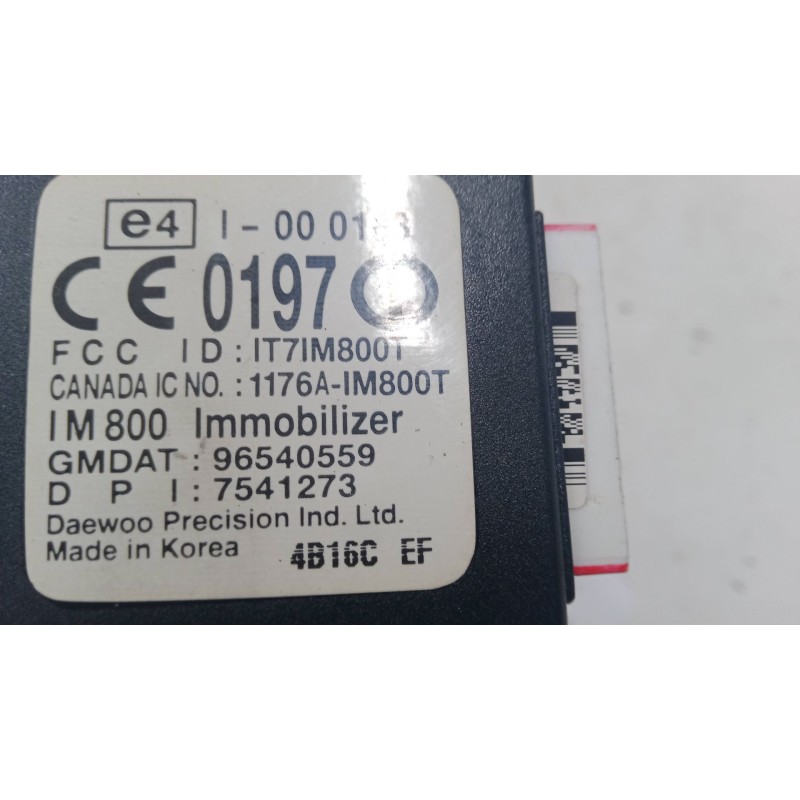 e4 I - 00
CE 0197
FCC ID : IT7IM800T
CANADA IC NO. : 1176A-IM800T
IM 800 Immobilizer
GMDAT : 96540559
D P I : 7541273
Daewoo Precision Ind. Ltd.
Made in Korea 4B16C EF